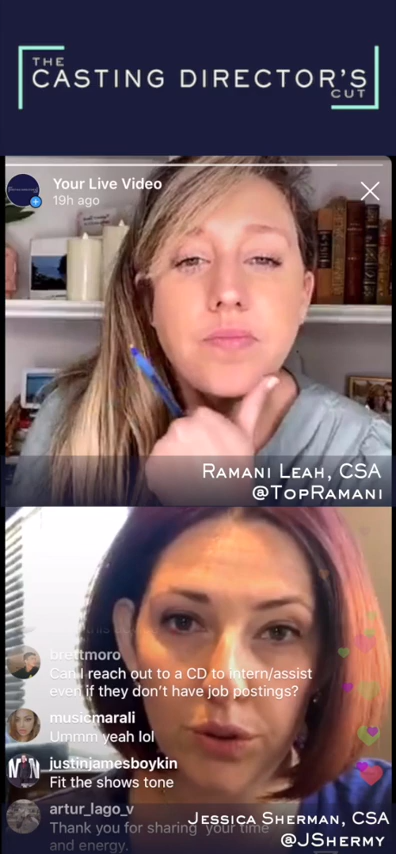 THE
CASTING DIRECTOR'S
CUT
Your Live Video
19h ago
RAMANI LEAH, CSA
@TOPRAMANI
brettmoro
Can I reach out to a CD to intern/assist
even if they don't have job postings?
musicmarali
Ummm yeah lol
justinjamesboykin
Fit the shows tone
artur_lago_v
Thank you for sharing your time
and energy.
JESSICA SHERMAN, CSA
@JSHERMY